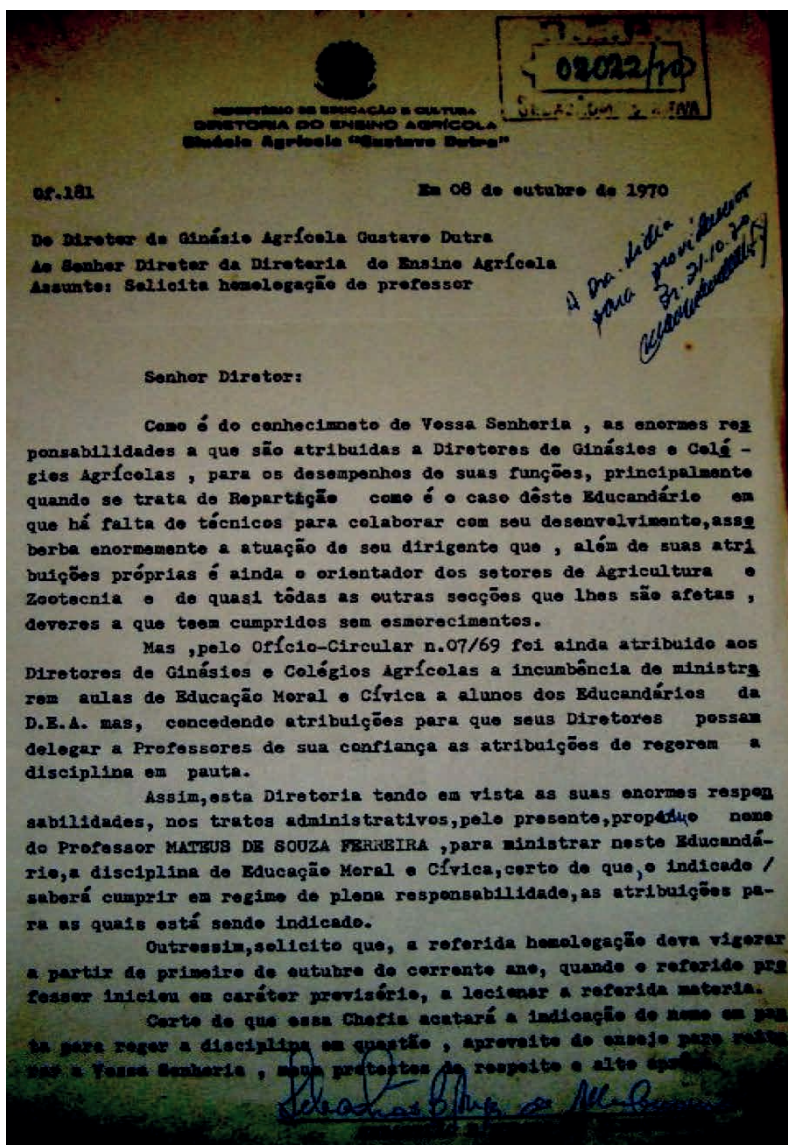 02022/70
MINISTÉRIO DE EDUCAÇÃO E CULTURA
DIRETORIA DO ENSINO AGRÍCOLA
Ginásio Agrícola "Gustavo Dutra"
Of.181 Em 08 de outubro de 1970
A Dra. Lidia
para providenciar
21.10.70
Do Diretor do Ginásio Agrícola Gustavo Dutra
Ao Senhor Diretor da Diretoria do Ensino Agrícola
Assunto: Solicita homologação de professor
Senhor Diretor:
Como é do conhecimneto de Vossa Senhoria , as enormes res
ponsabilidades a que são atribuidas a Diretores de Ginásios e Colé -
gios Agrícolas , para os desempenhos de suas funções, principalmente
quando se trata de Repartição como é o caso dêste Educandário em
que há falta de técnicos para colaborar com seu desenvolvimento,asso
berba enormemente a atuação de seu dirigente que , além de suas atri
buições próprias é ainda o orientador dos setores de Agricultura e
Zootecnia e de quasi tôdas as outras secções que lhes são afetas ,
deveres a que teem cumpridos sem esmorecimentos.
Mas ,pelo Ofício-Circular n.07/69 foi ainda atribuido aos
Diretores de Ginásios e Colégios Agrícolas a incumbência de ministra
rem aulas de Educação Moral e Cívica a alunos dos Educandários da
D.E.A. mas, concedendo atribuições para que seus Diretores possam
delegar a Professores de sua confiança as atribuições de regerem a
disciplina em pauta.
Assim,esta Diretoria tendo em vista as suas enormes respon
sabilidades, nos tratos administrativos,pelo presente,propõe o nome
do Professor MATEUS DE SOUZA FERREIRA ,para ministrar neste Educandá-
rio,a disciplina de Educação Moral e Cívica,certo de que,o indicado /
saberá cumprir em regime de plena responsabilidade,as atribuições pa-
ra as quais está sendo indicado.
Outrossim,solicito que, a referida homologação deva vigorar
a partir de primeiro de outubro do corrente ano, quando o referido pro
fessor iniciou em caráter provisório, a lecionar a referida materia.
Certo de que essa Chefia acatará a indicação do nome em pau
ta para reger a disciplina em questão , aproveito do ensejo para reite
rar a Vossa Senhoria , meus protestos de respeito e alto aprêço.